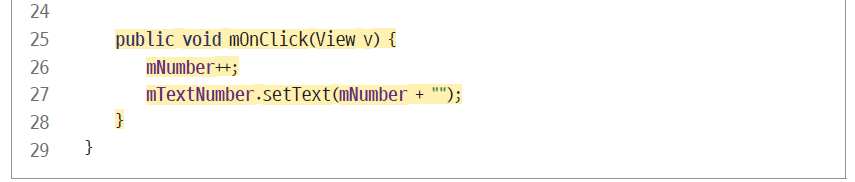 24
25 public void mOnClick(View v) {
26 mNumber++;
27 mTextNumber.setText(mNumber + "");
28 }
29 }